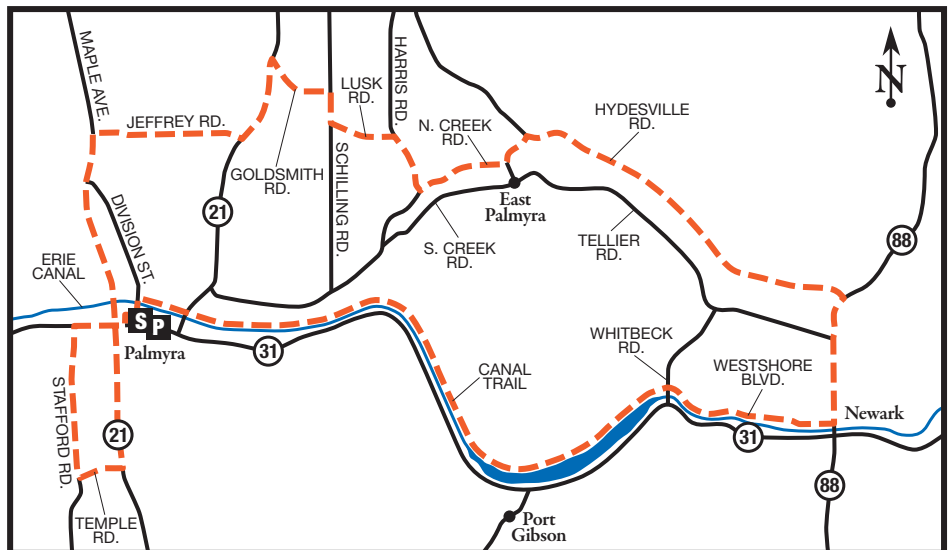 MAPLE AVE.
HARRIS RD.
N
LUSK
RD.
JEFFREY RD.
N. CREEK
RD.
HYDESVILLE
RD.
GOLDSMITH
RD.
SCHILLING RD.
21
DIVISION ST.
East
Palmyra
S. CREEK
RD.
TELLIER
RD.
88
ERIE
CANAL
S
P
Palmyra
31
WHITBECK
RD.
CANAL
TRAIL
WESTSHORE
BLVD.
STAFFORD RD.
21
Newark
31
88
TEMPLE
RD.
Port
Gibson